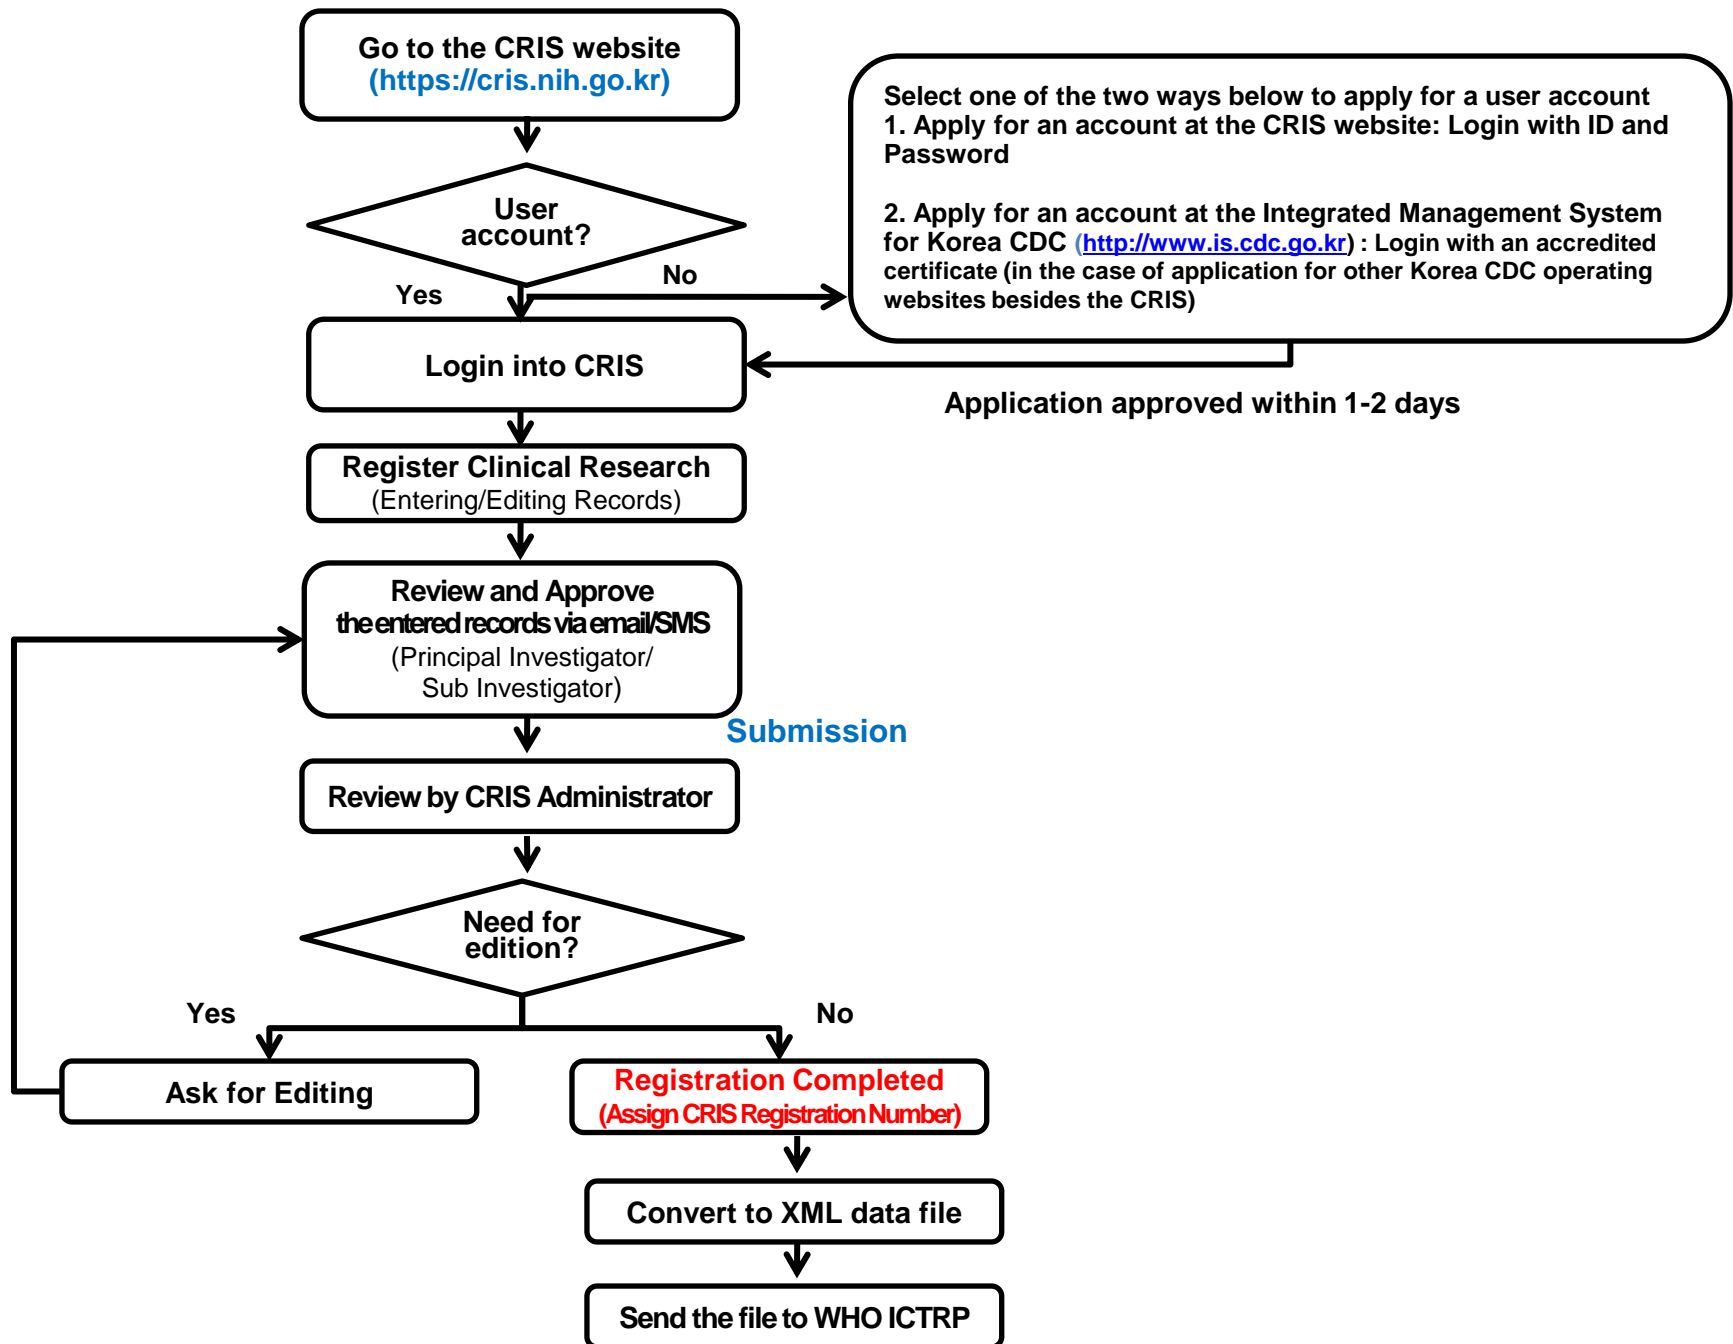 Go to the CRIS website
(https://cris.nih.go.kr)
Select one of the two ways below to apply for a user account
1. Apply for an account at the CRIS website: Login with ID and
Password
2. Apply for an account at the Integrated Management System
for Korea CDC (http://www.is.cdc.go.kr) : Login with an accredited
certificate (in the case of application for other Korea CDC operating
websites besides the CRIS)
User
account?
Yes
No
Login into CRIS
Application approved within 1-2 days
Register Clinical Research
(Entering/Editing Records)
Review and Approve
the entered records via email/SMS
(Principal Investigator/
Sub Investigator)
Submission
Review by CRIS Administrator
Need for
edition?
Yes
No
Ask for Editing
Registration Completed
(Assign CRIS Registration Number)
Convert to XML data file
Send the file to WHO ICTRP